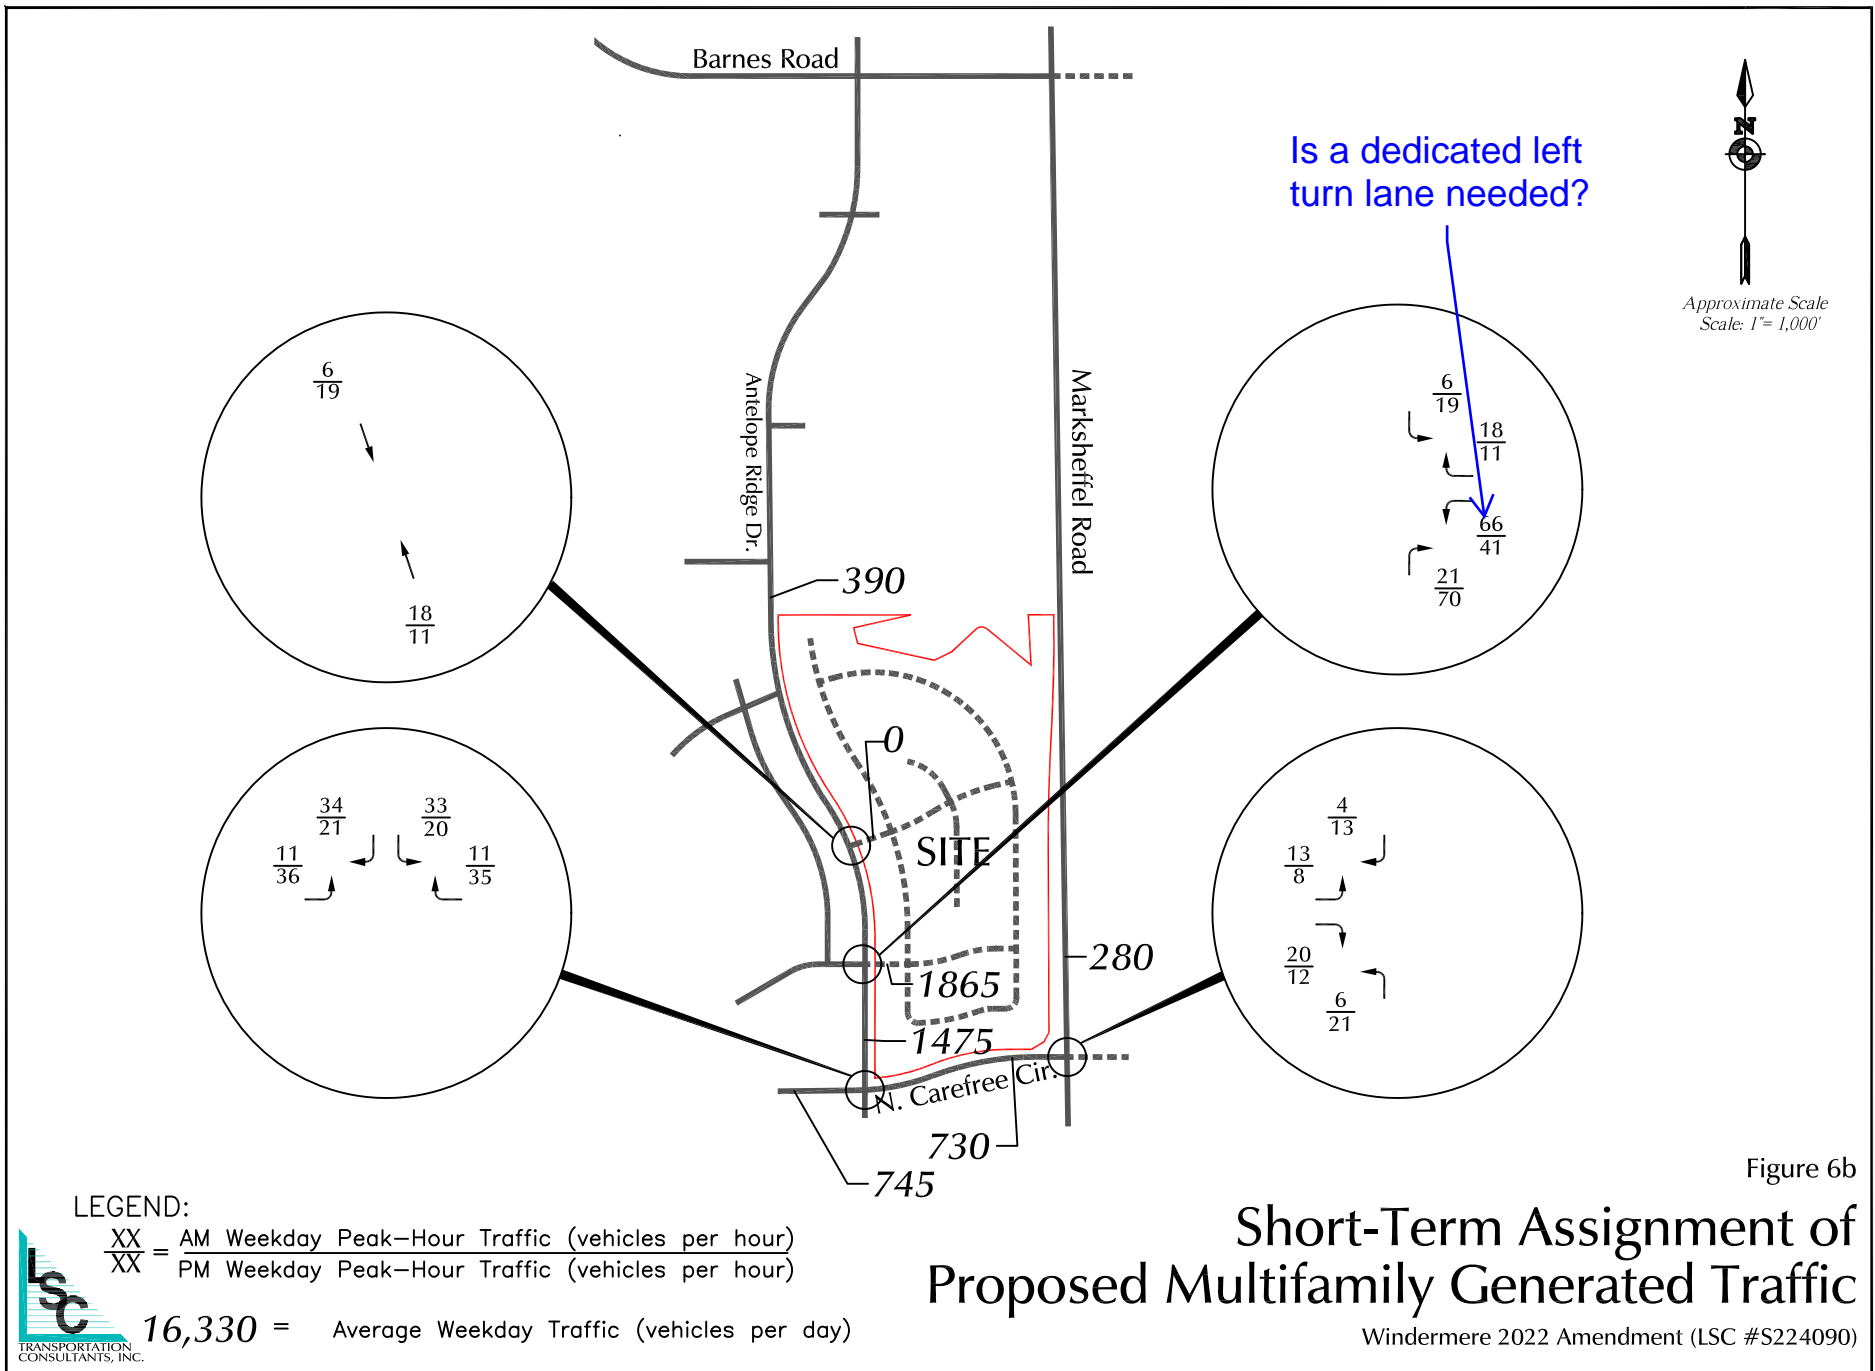 Barnes Road
Is a dedicated left
turn lane needed?
N
Approximate Scale
Scale: 1"= 1,000'
6
19
18
11
6
19
18
11
66
41
21
70
Antelope Ridge Dr.
Marksheffel Road
390
0
SITE
34
21
33
20
11
36
11
35
4
13
13
8
20
12
6
21
280
1865
1475
N. Carefree Cir.
730
745
Figure 6b
Short-Term Assignment of
Proposed Multifamily Generated Traffic
Windermere 2022 Amendment (LSC #S224090)
LEGEND:
XX
XX
=
AM Weekday Peak-Hour Traffic (vehicles per hour)
PM Weekday Peak-Hour Traffic (vehicles per hour)
16,330 = Average Weekday Traffic (vehicles per day)
LSC
TRANSPORTATION
CONSULTANTS, INC.